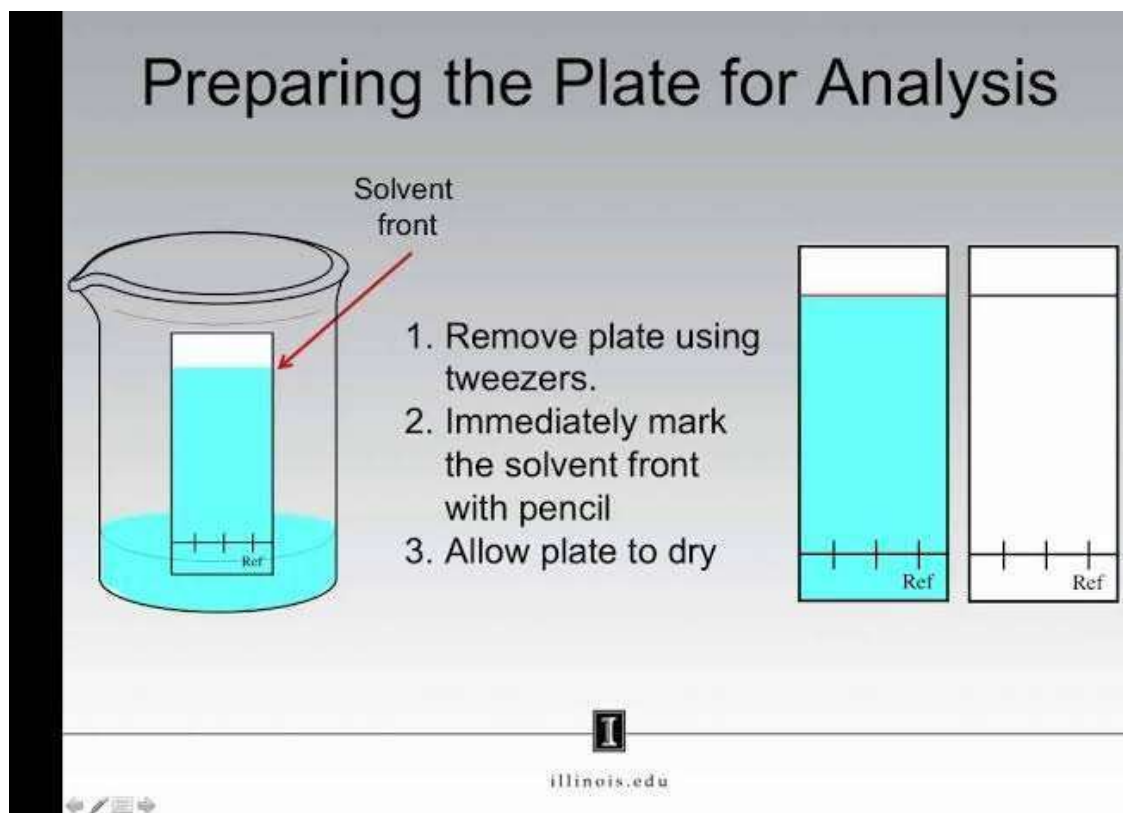 Preparing the Plate for Analysis
Solvent
front
1. Remove plate using
tweezers.
2. Immediately mark
the solvent front
with pencil
3. Allow plate to dry
Ref
Ref
Ref
I
illinois.edu